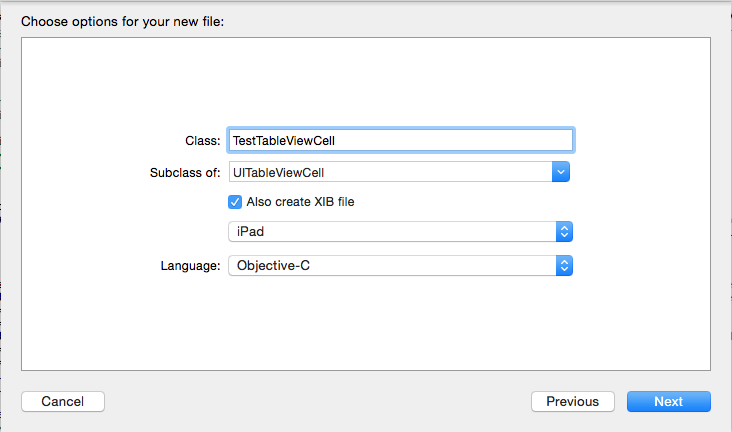 Choose options for your new file:
Class: TestTableViewCell
Subclass of: UITableViewCell
Also create XIB file
iPad
Language: Objective-C
Cancel Previous Next